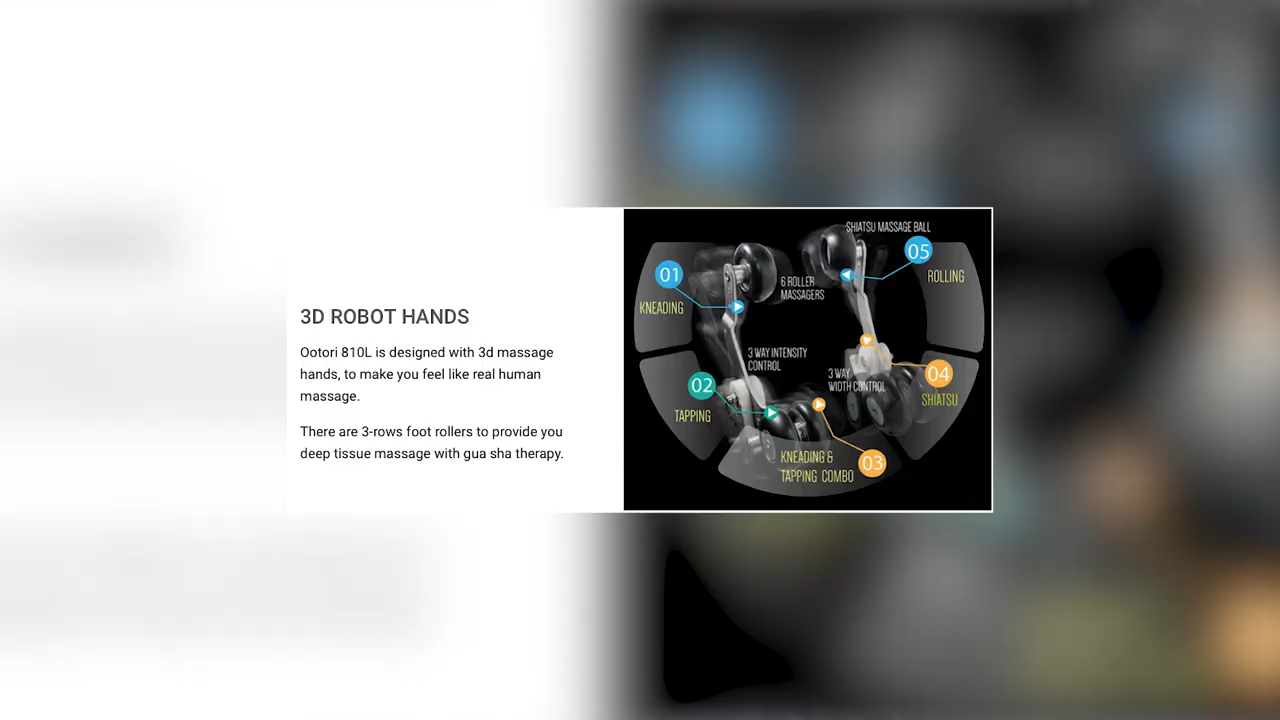 3D ROBOT HANDS
Ootori 810L is designed with 3d massage
hands, to make you feel like real human
massage.
There are 3-rows foot rollers to provide you
deep tissue massage with gua sha therapy.
SHIATSU MASSAGE BALL
01
KNEADING
6 ROLLER
MASSAGERS
05
ROLLING
3 WAY INTENSITY
CONTROL
02
TAPPING
3 WAY
WIDTH CONTROL
04
SHIATSU
KNEADING &
TAPPING COMBO
03